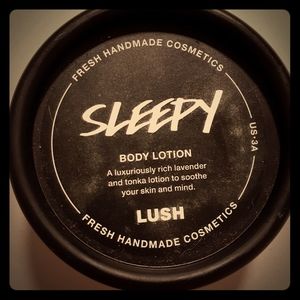 FRESH HANDMADE COSMETICS
SLEEPY
US·3A
BODY LOTION
A luxuriously rich lavender
and tonka lotion to soothe
your skin and mind.
LUSH
FRESH HANDMADE COSMETICS